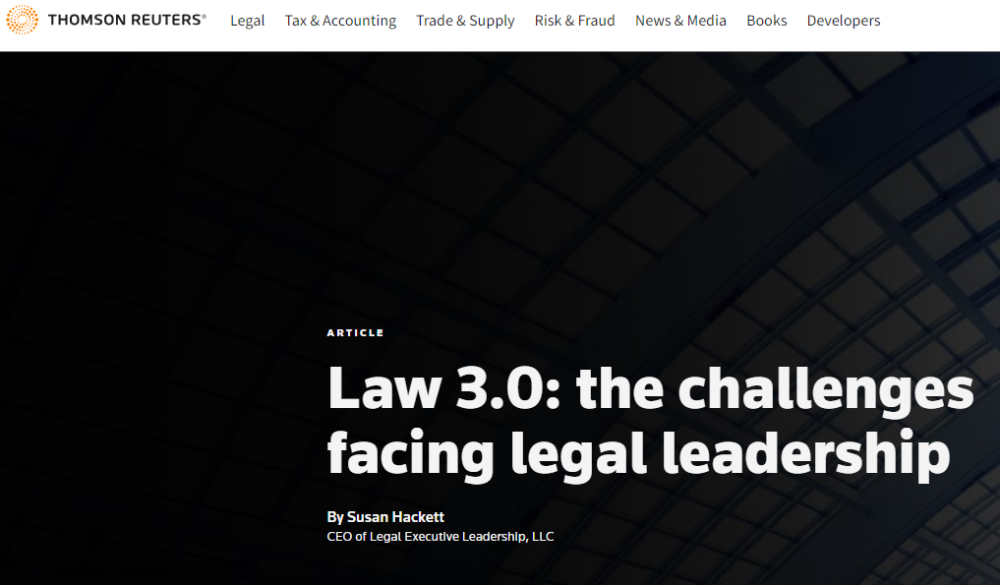 THOMSON REUTERS® Legal Tax & Accounting Trade & Supply Risk & Fraud News & Media Books Developers
ARTICLE
Law 3.0: the challenges
facing legal leadership
By Susan Hackett
CEO of Legal Executive Leadership, LLC